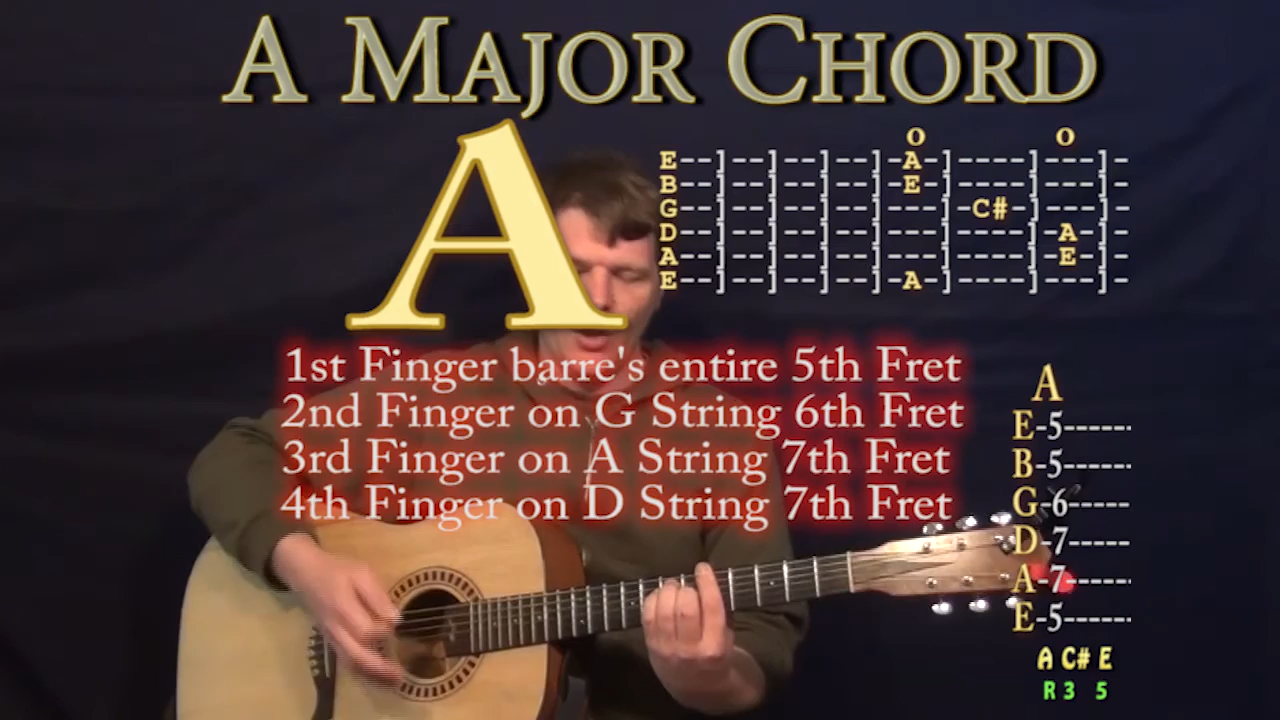 A MAJOR CHORD
A
O O
E--]--]--]--]-A-]----]---]-
B--]--]--]--]-E-]----]---]-
G--]--]--]--]---]-C#-]---]-
D--]--]--]--]---]----]-A-]-
A--]--]--]--]---]----]-E-]-
E--]--]--]--]-A-]----]---]-
1st Finger barre's entire 5th Fret
2nd Finger on G String 6th Fret
3rd Finger on A String 7th Fret
4th Finger on D String 7th Fret
A
E-5------
B-5------
G-6------
D-7------
A-7------
E-5------
A C# E
R 3 5